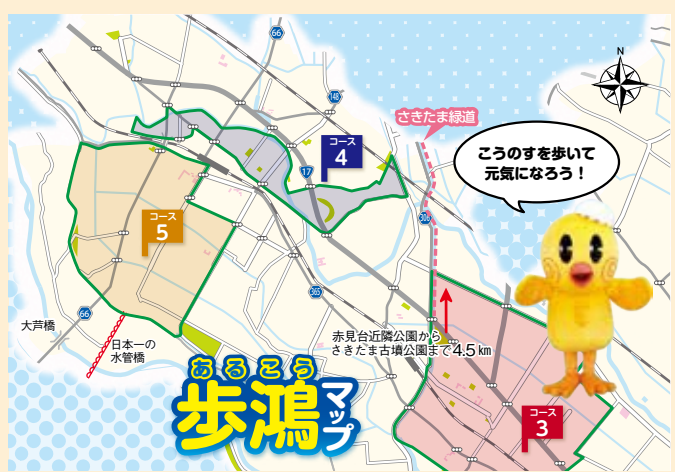 N
66
148
さきたま緑道
コース
4
こうのすを歩いて
元気になろう！
17
コース
5
306
365
大芦橋
66
日本一の
水管橋
赤見台近隣公園から
さきたま古墳公園まで4.5km
あるこう
歩鴻マップ
コース
3